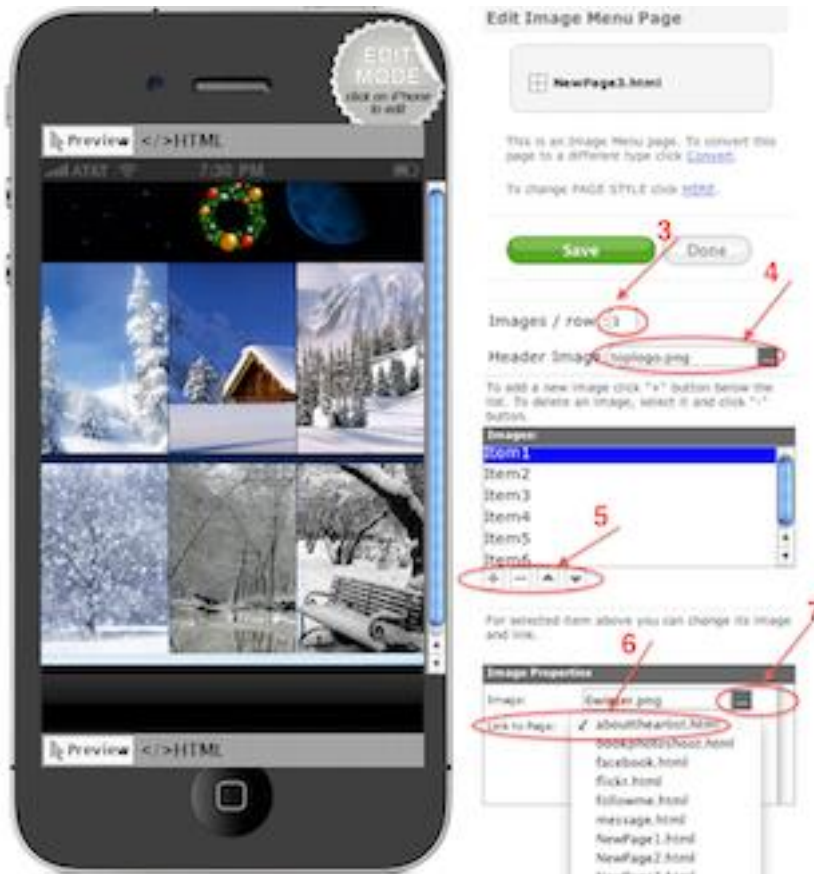 EDIT
MODE
click on iPhone
to edit
Preview </>HTML
AT&T 7:30 PM
Preview </>HTML
Edit Image Menu Page
NewPage3.html
This is an Image Menu page. To convert this
page to a different type click Convert.
To change PAGE STYLE click HERE.
3
Save Done
4
Images / row 3
Header Image toplogo.png
To add a new image click "+" button below the
list. To delete an image, select it and click "-"
button.
Images:
Item1
Item2
Item3
Item4
5
Item5
Item6
+ -
For selected item above you can change its image
and link.
7
6
Image Properties
Image:
Link to Page: ✓ abouttheartist.html
bookphotoshoot.html
facebook.html
flickr.html
followme.html
message.html
NewPage1.html
NewPage2.html